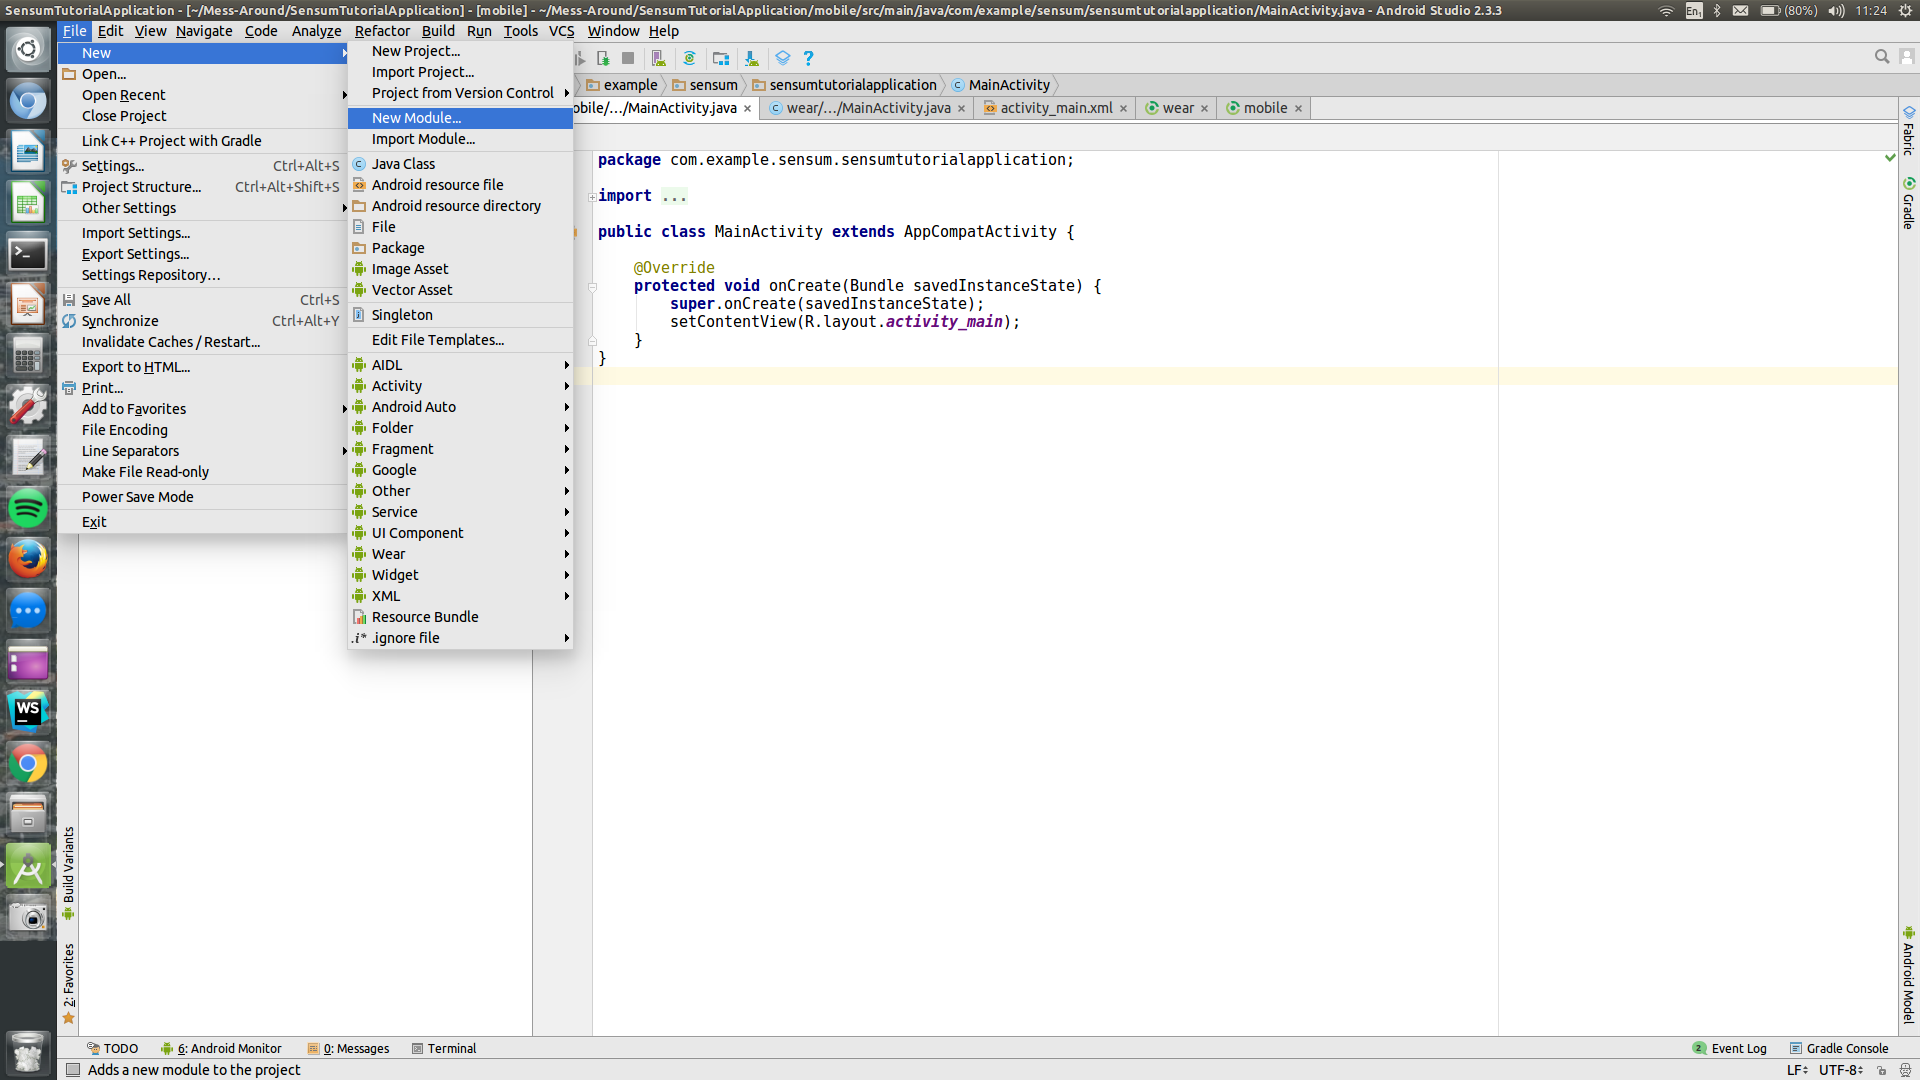 SensumTutorialApplication - [~/Mess-Around/SensumTutorialApplication] - [mobile] - ~/Mess-Around/SensumTutorialApplication/mobile/src/main/java/com/example/sensum/sensumtutorialapplication/MainActivity.java - Android Studio 2.3.3
En1 (80%) 11:24
File Edit View Navigate Code Analyze Refactor Build Run Tools VCS Window Help
New
Open...
Open Recent
Close Project
Link C++ Project with Gradle
Settings... Ctrl+Alt+S
Project Structure... Ctrl+Alt+Shift+S
Other Settings
Import Settings...
Export Settings...
Settings Repository...
Save All Ctrl+S
Synchronize Ctrl+Alt+Y
Invalidate Caches / Restart...
Export to HTML...
Print...
Add to Favorites
File Encoding
Line Separators
Make File Read-only
Power Save Mode
Exit
New Project...
Import Project...
Project from Version Control
New Module...
Import Module...
Java Class
Android resource file
Android resource directory
File
Package
Image Asset
Vector Asset
Singleton
Edit File Templates...
AIDL
Activity
Android Auto
Folder
Fragment
Google
Other
Service
UI Component
Wear
Widget
XML
Resource Bundle
.i* .ignore file
example sensum sensumtutorialapplication MainActivity
obile/.../MainActivity.java wear/.../MainActivity.java activity_main.xml wear mobile
package com.example.sensum.sensumtutorialapplication;
import ...
public class MainActivity extends AppCompatActivity {
@Override
protected void onCreate(Bundle savedInstanceState) {
super.onCreate(savedInstanceState);
setContentView(R.layout.activity_main);
}
}
Fabric
Gradle
Android Model
WS
Build Variants
2: Favorites
TODO 6: Android Monitor 0: Messages Terminal
2 Event Log Gradle Console
Adds a new module to the project
LF UTF-8